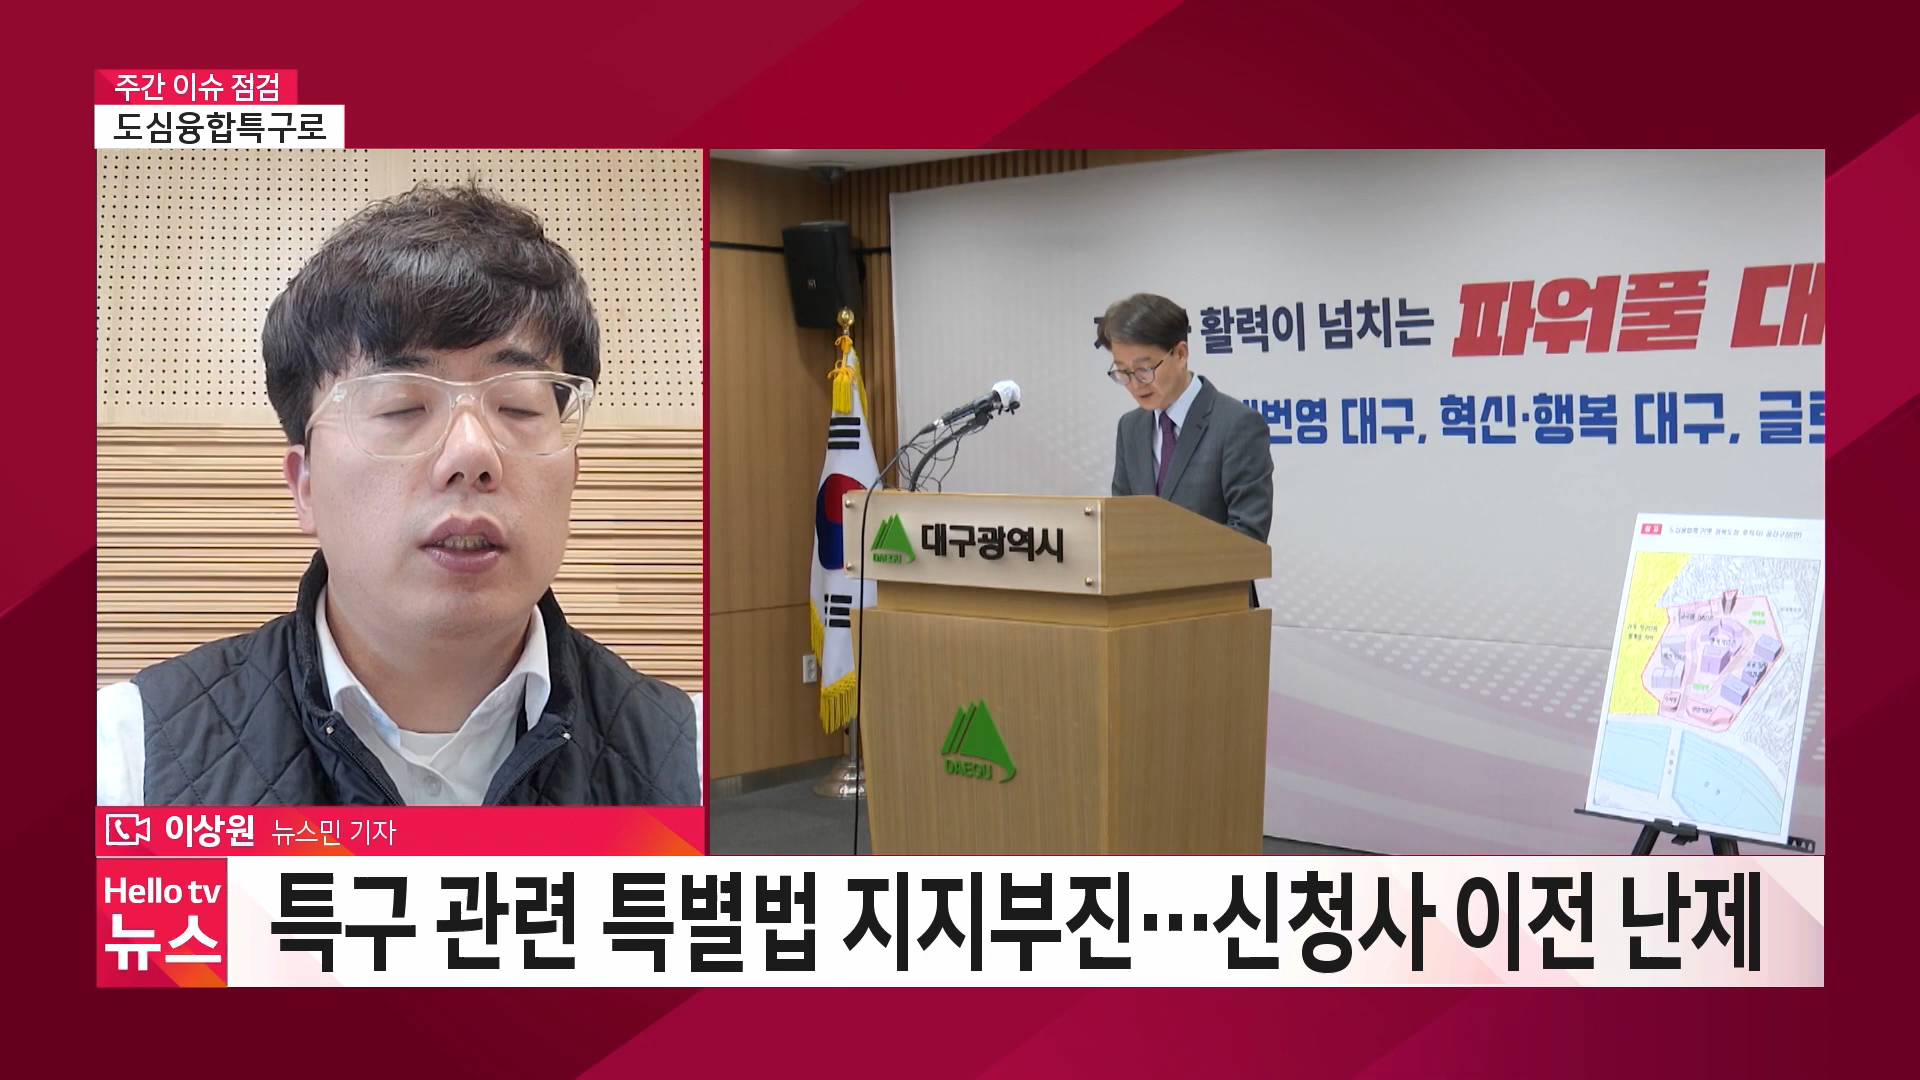 주간 이슈 점검
도심융합특구로
활력이 넘치는 파워풀 대
번영 대구, 혁신·행복 대구, 글로
대구광역시
DAEGU
DAEGU
이상원 뉴스민 기자
Hello tv
뉴스
특구 관련 특별법 지지부진…신청사 이전 난제